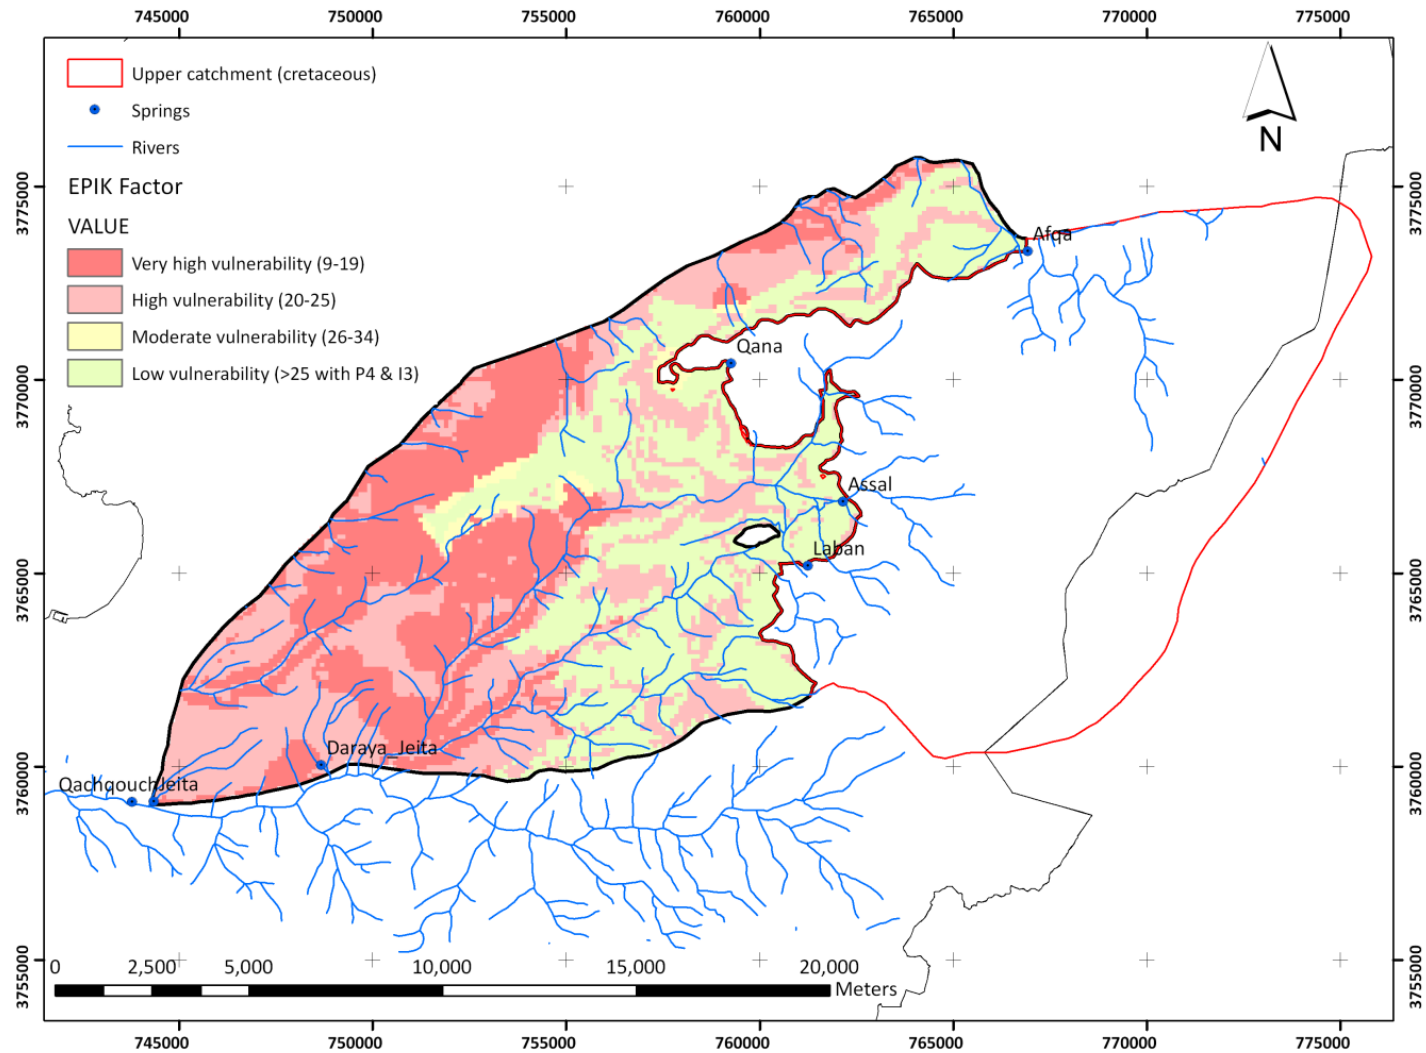 745000 750000 755000 760000 765000 770000 775000
Upper catchment (cretaceous)
Springs
Rivers
EPIK Factor
VALUE
Very high vulnerability (9-19)
High vulnerability (20-25)
Moderate vulnerability (26-34)
Low vulnerability (>25 with P4 & I3)
N
Afqa
Qana
Assal
Laban
Daraya_Jeita
Qachqouch
Jeita
3775000
3770000
3765000
3760000
3755000
3775000
3770000
3765000
3760000
3755000
0 2,500 5,000 10,000 15,000 20,000
Meters
745000 750000 755000 760000 765000 770000 775000